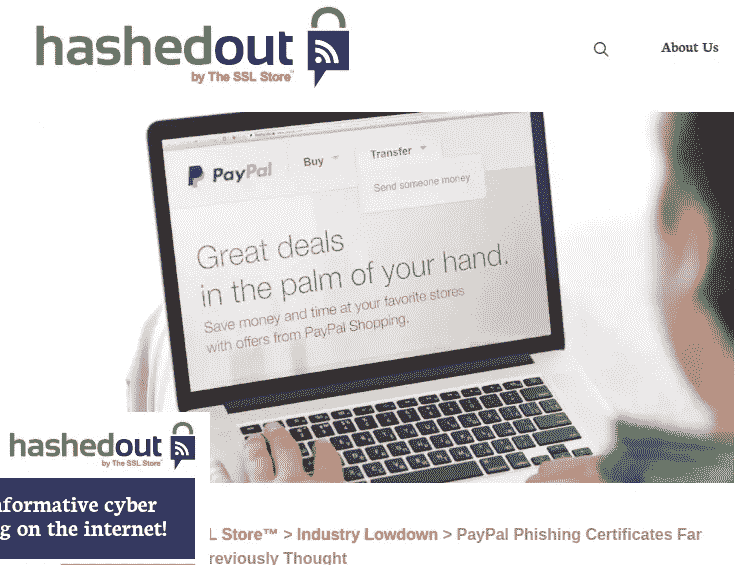 hashedout
by The SSL Store™
About Us
PayPal Buy Transfer
Send someone money
Great deals
in the palm of your hand.
Save money and time at your favorite stores
with offers from PayPal Shopping.
hashedout
by The SSL Store™
nformative cyber
g on the internet!
L Store™ > Industry Lowdown > PayPal Phishing Certificates Far
reviously Thought